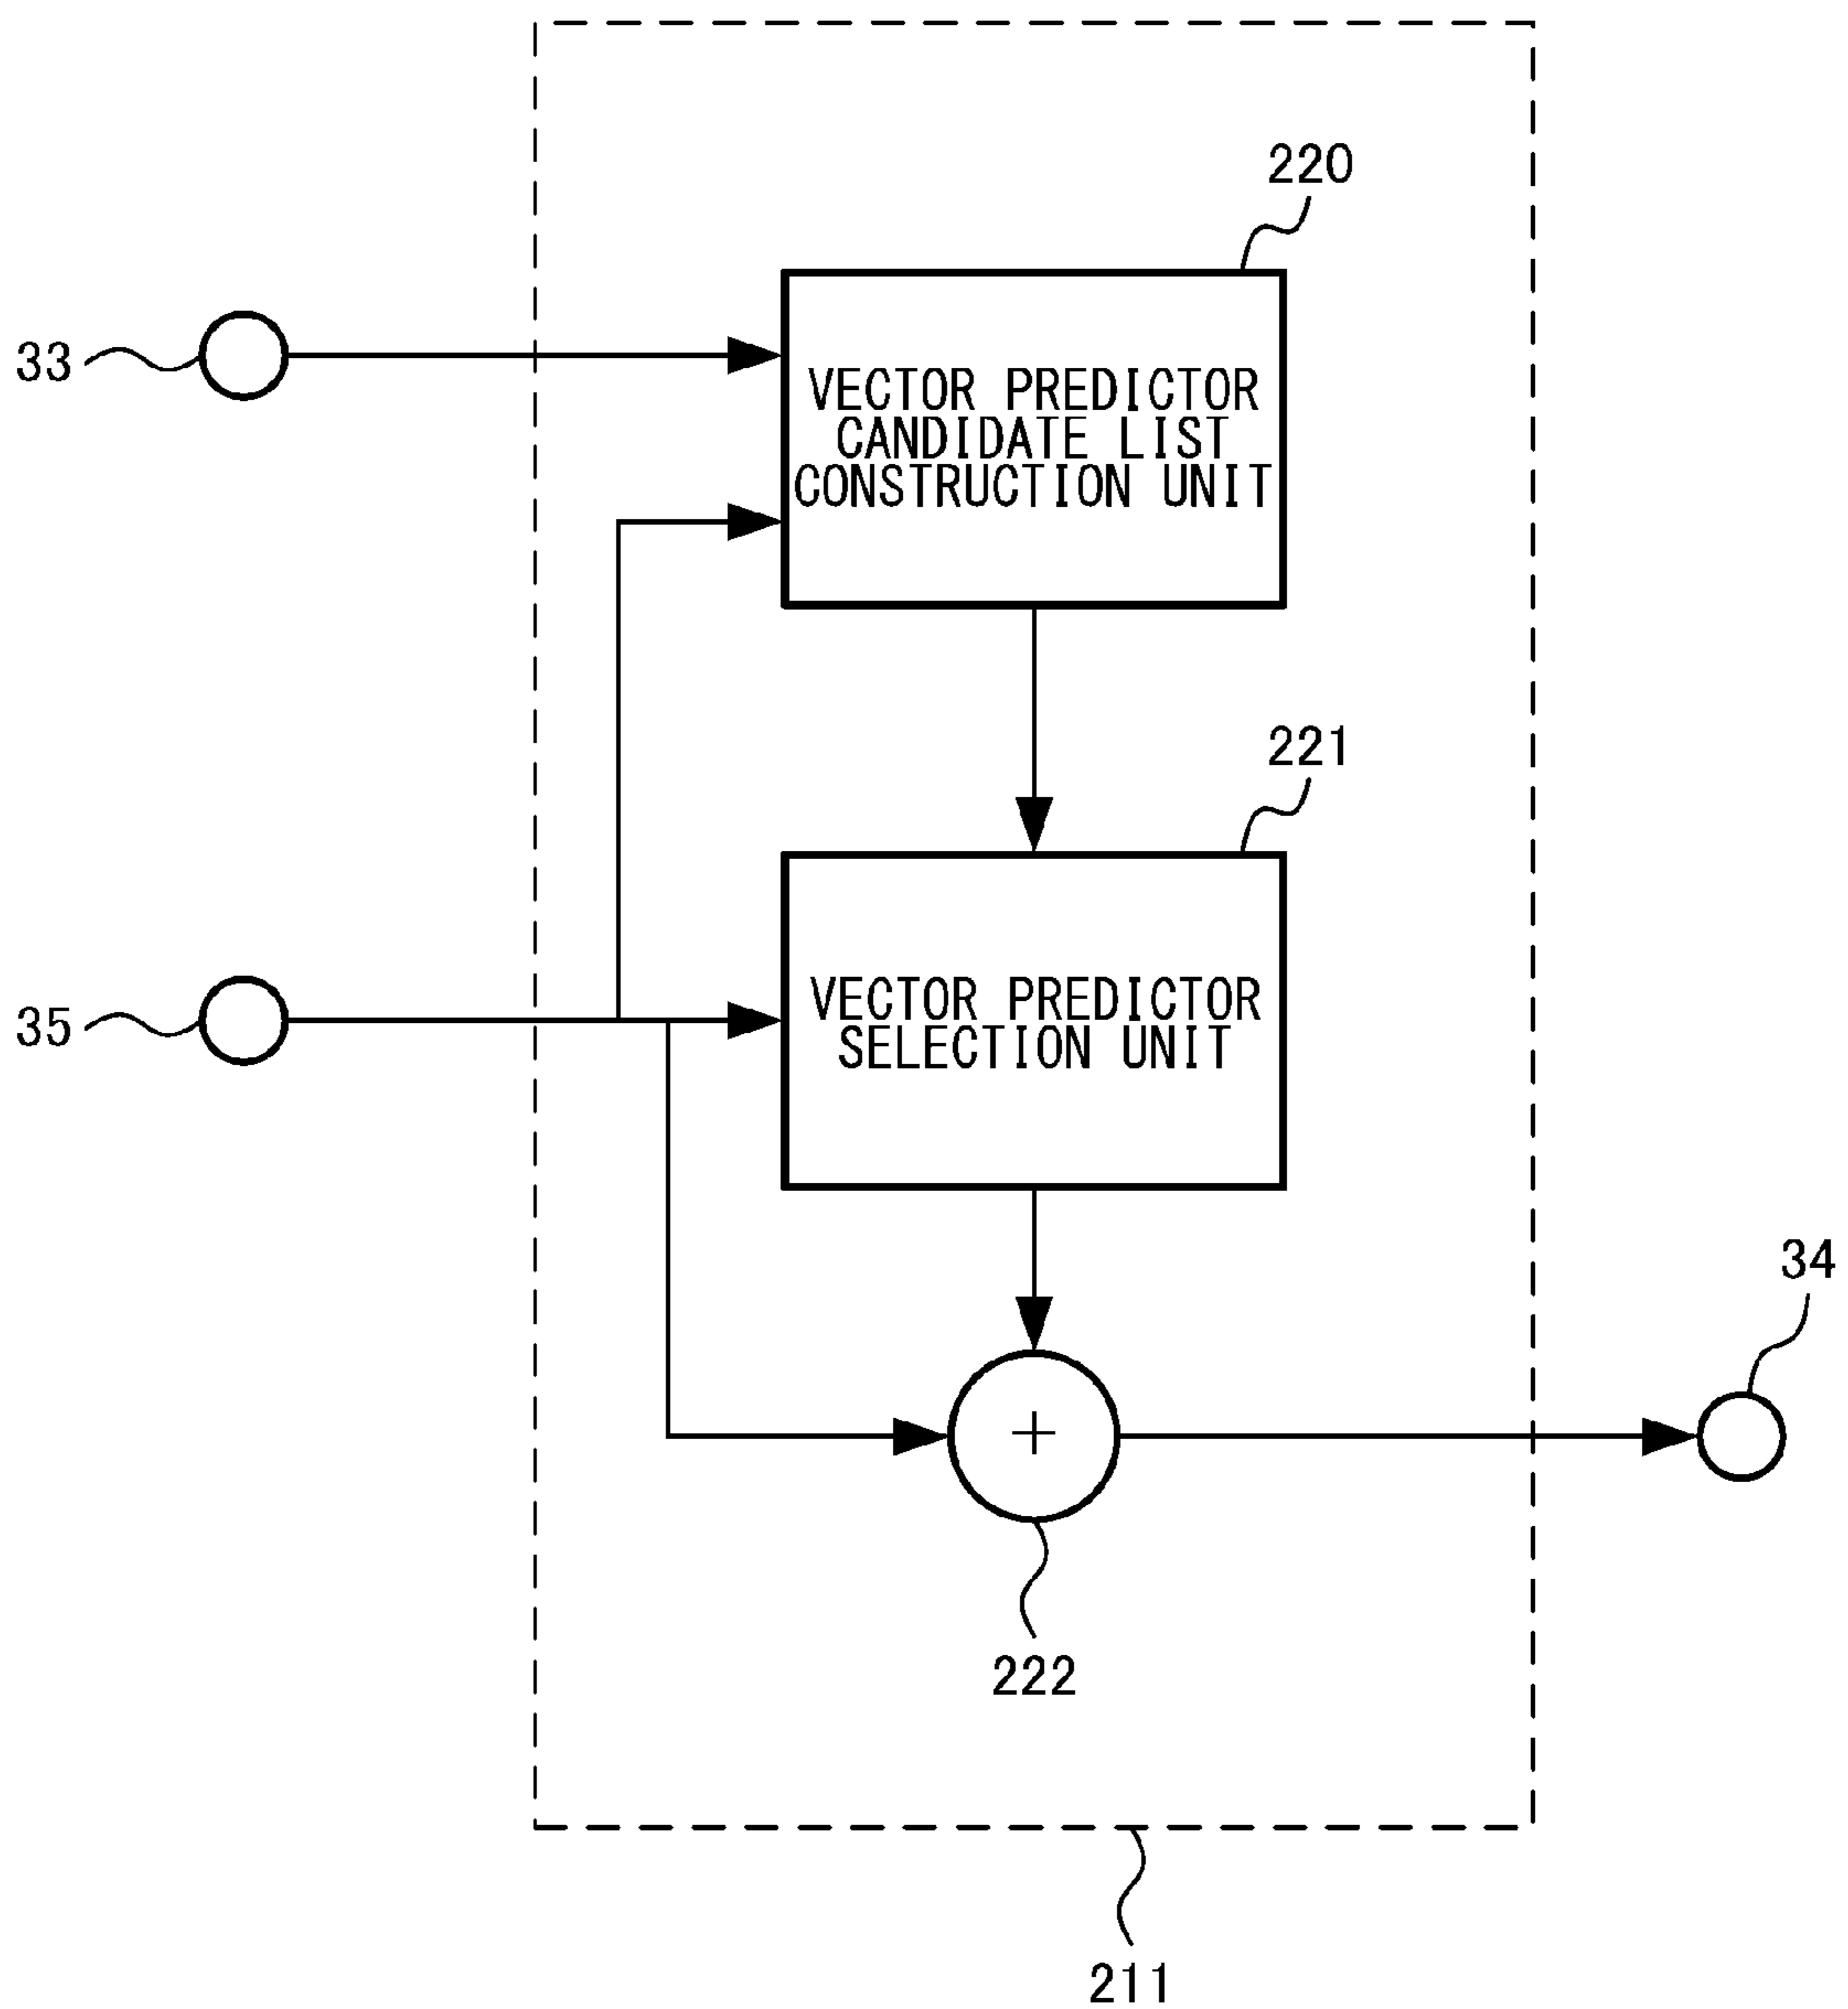 220
33
VECTOR PREDICTOR
CANDIDATE LIST
CONSTRUCTION UNIT
221
35
VECTOR PREDICTOR
SELECTION UNIT
34
+
222
211